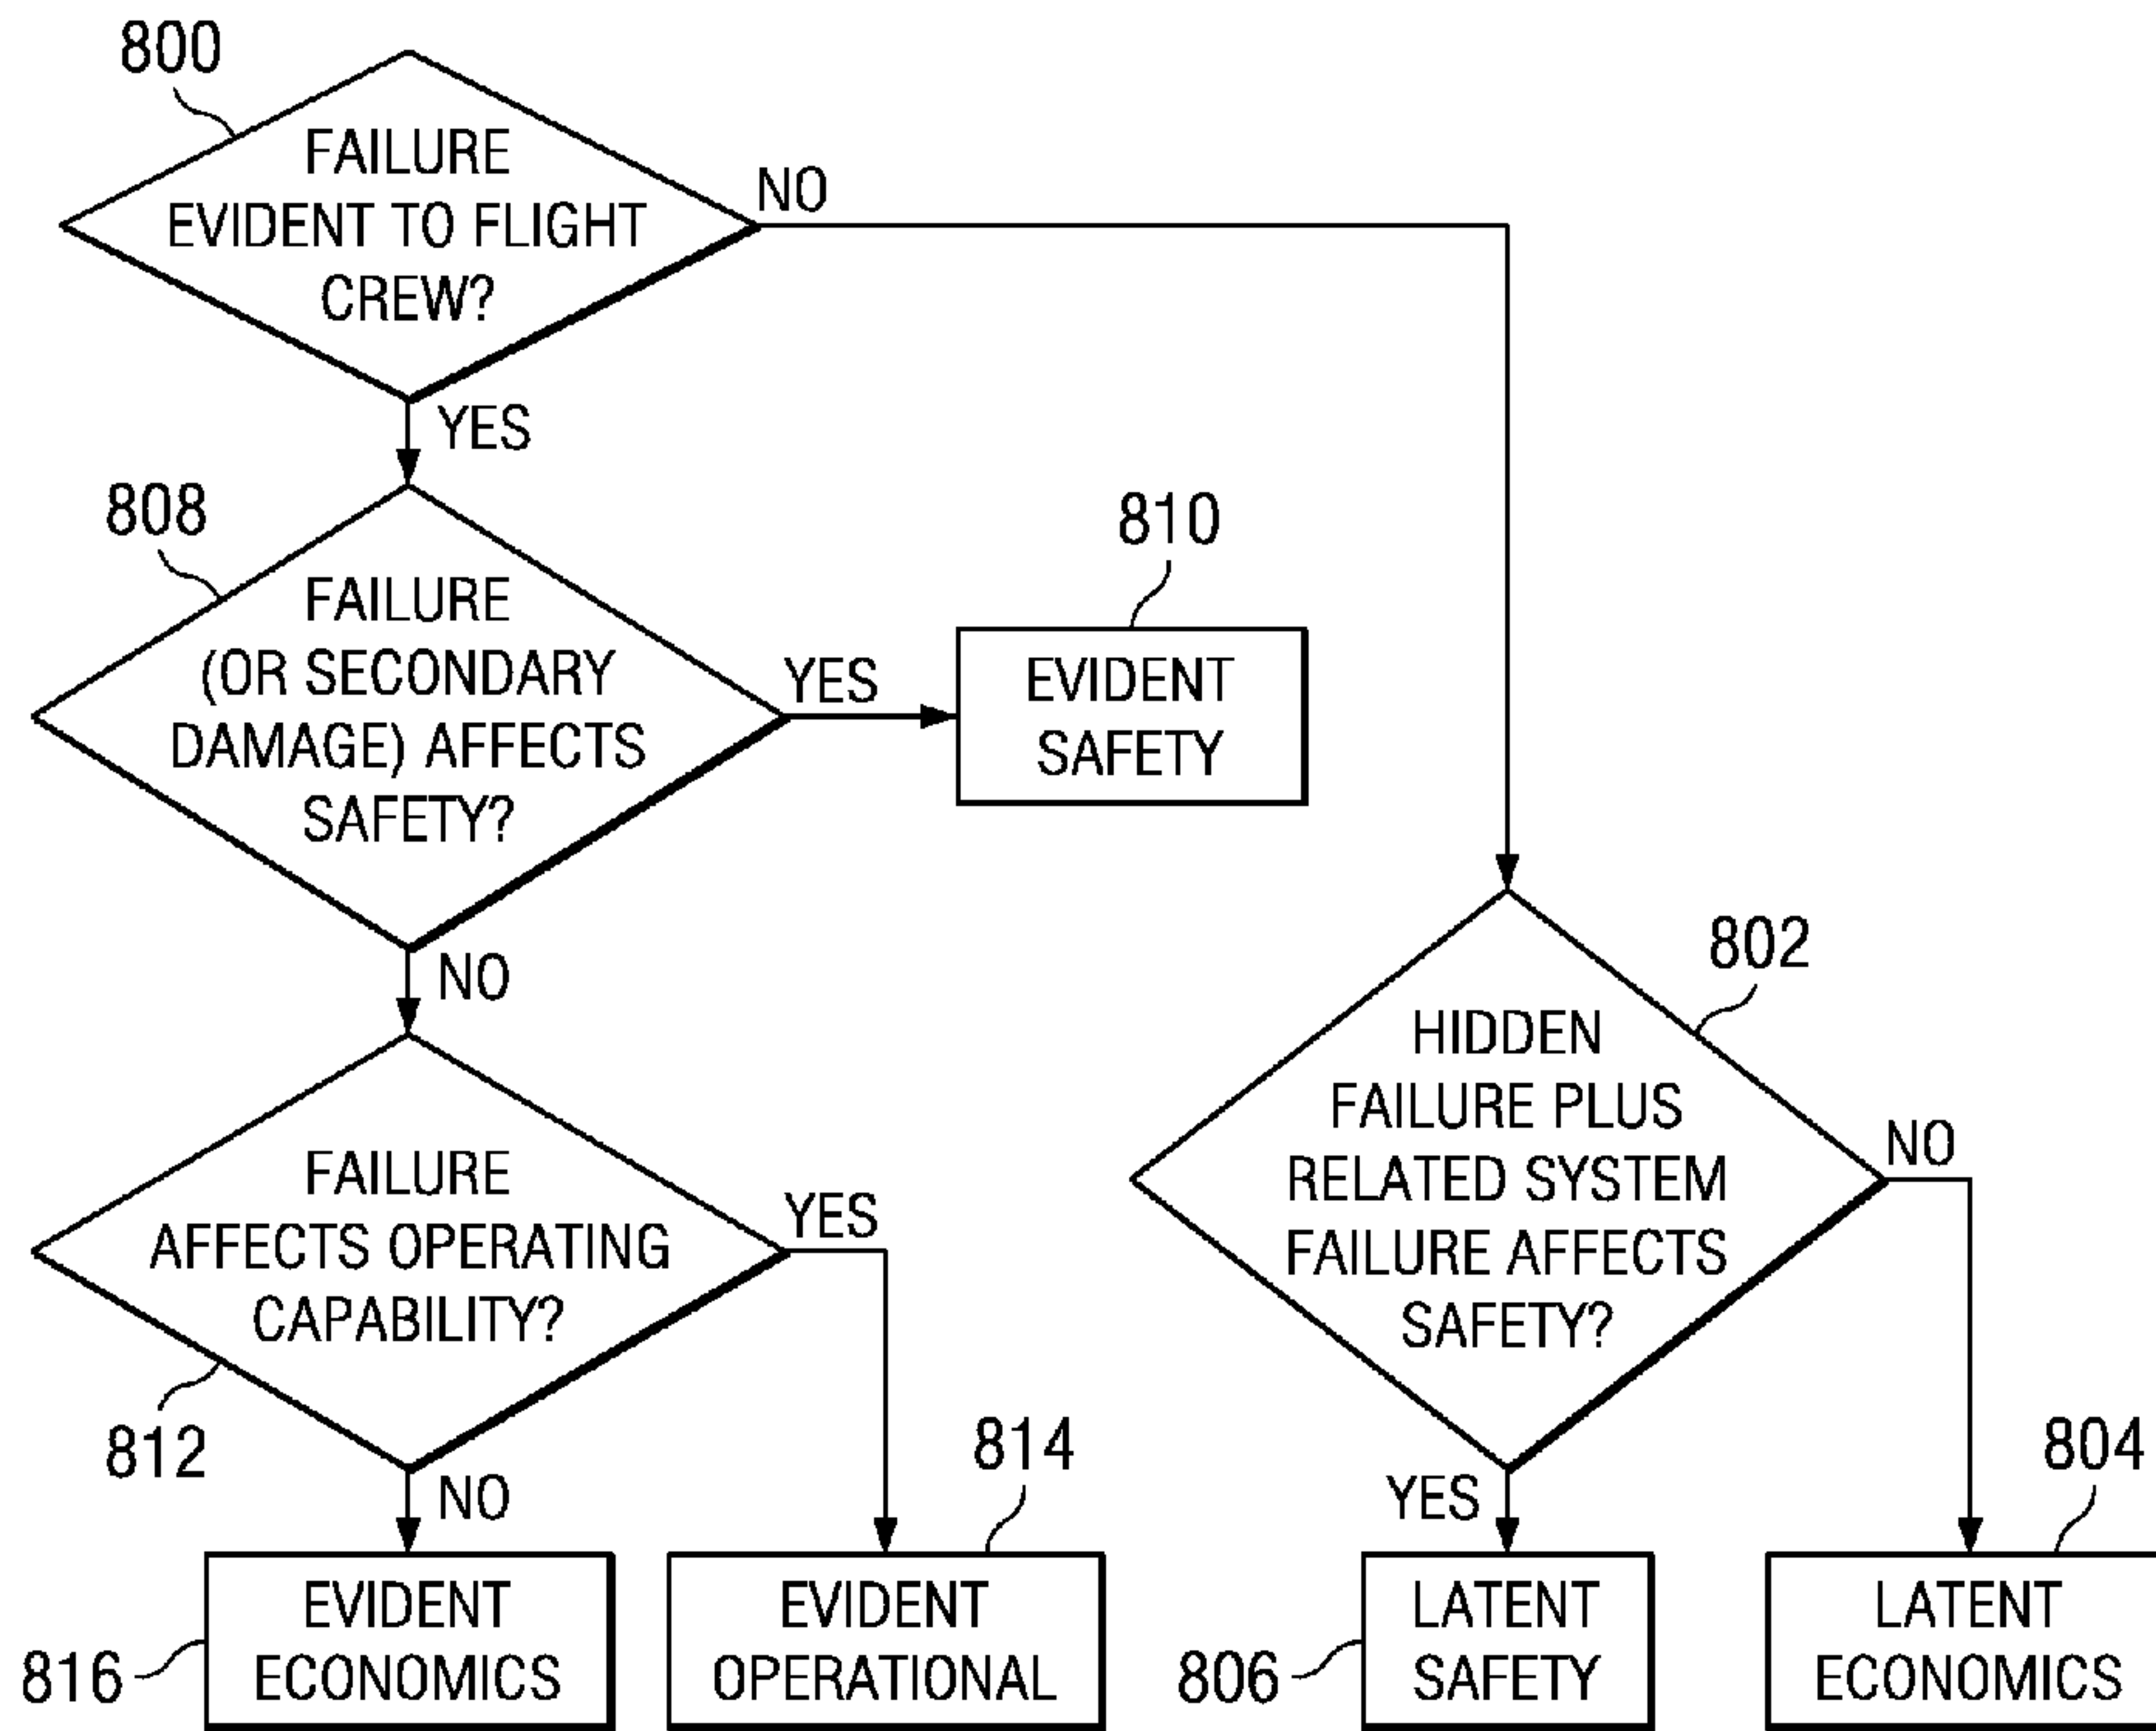 800
FAILURE
EVIDENT TO FLIGHT
CREW?
NO
YES
808
FAILURE
(OR SECONDARY
DAMAGE) AFFECTS
SAFETY?
YES
810
EVIDENT
SAFETY
NO
802
HIDDEN
FAILURE PLUS
RELATED SYSTEM
FAILURE AFFECTS
SAFETY?
NO
YES
FAILURE
AFFECTS OPERATING
CAPABILITY?
YES
812
NO
814
804
816
EVIDENT
ECONOMICS
EVIDENT
OPERATIONAL
806
LATENT
SAFETY
LATENT
ECONOMICS